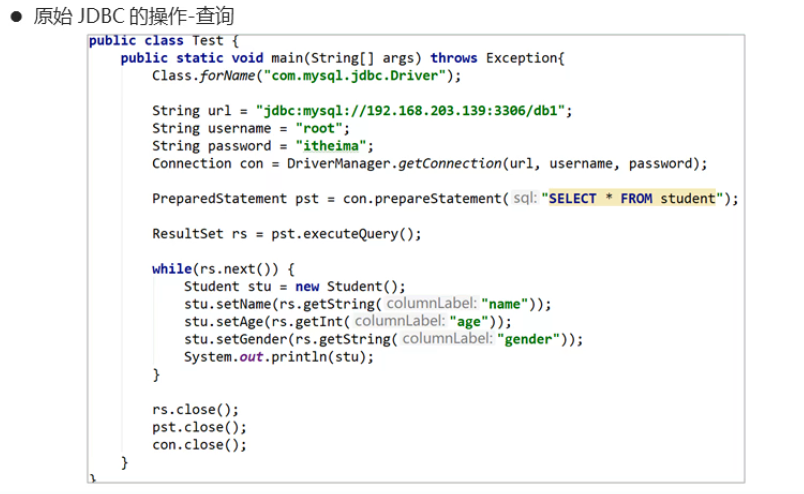 ● 原始 JDBC 的操作-查询
public class Test {
    public static void main(String[] args) throws Exception{
        Class.forName("com.mysql.jdbc.Driver");
        String url = "jdbc:mysql://192.168.203.139:3306/db1";
        String username = "root";
        String password = "itheima";
        Connection con = DriverManager.getConnection(url, username, password);
        PreparedStatement pst = con.prepareStatement( sql: "SELECT * FROM student");
        ResultSet rs = pst.executeQuery();
        while(rs.next()) {
            Student stu = new Student();
            stu.setName(rs.getString( columnLabel: "name"));
            stu.setAge(rs.getInt( columnLabel: "age"));
            stu.setGender(rs.getString( columnLabel: "gender"));
            System.out.println(stu);
        }
        rs.close();
        pst.close();
        con.close();
    }
}